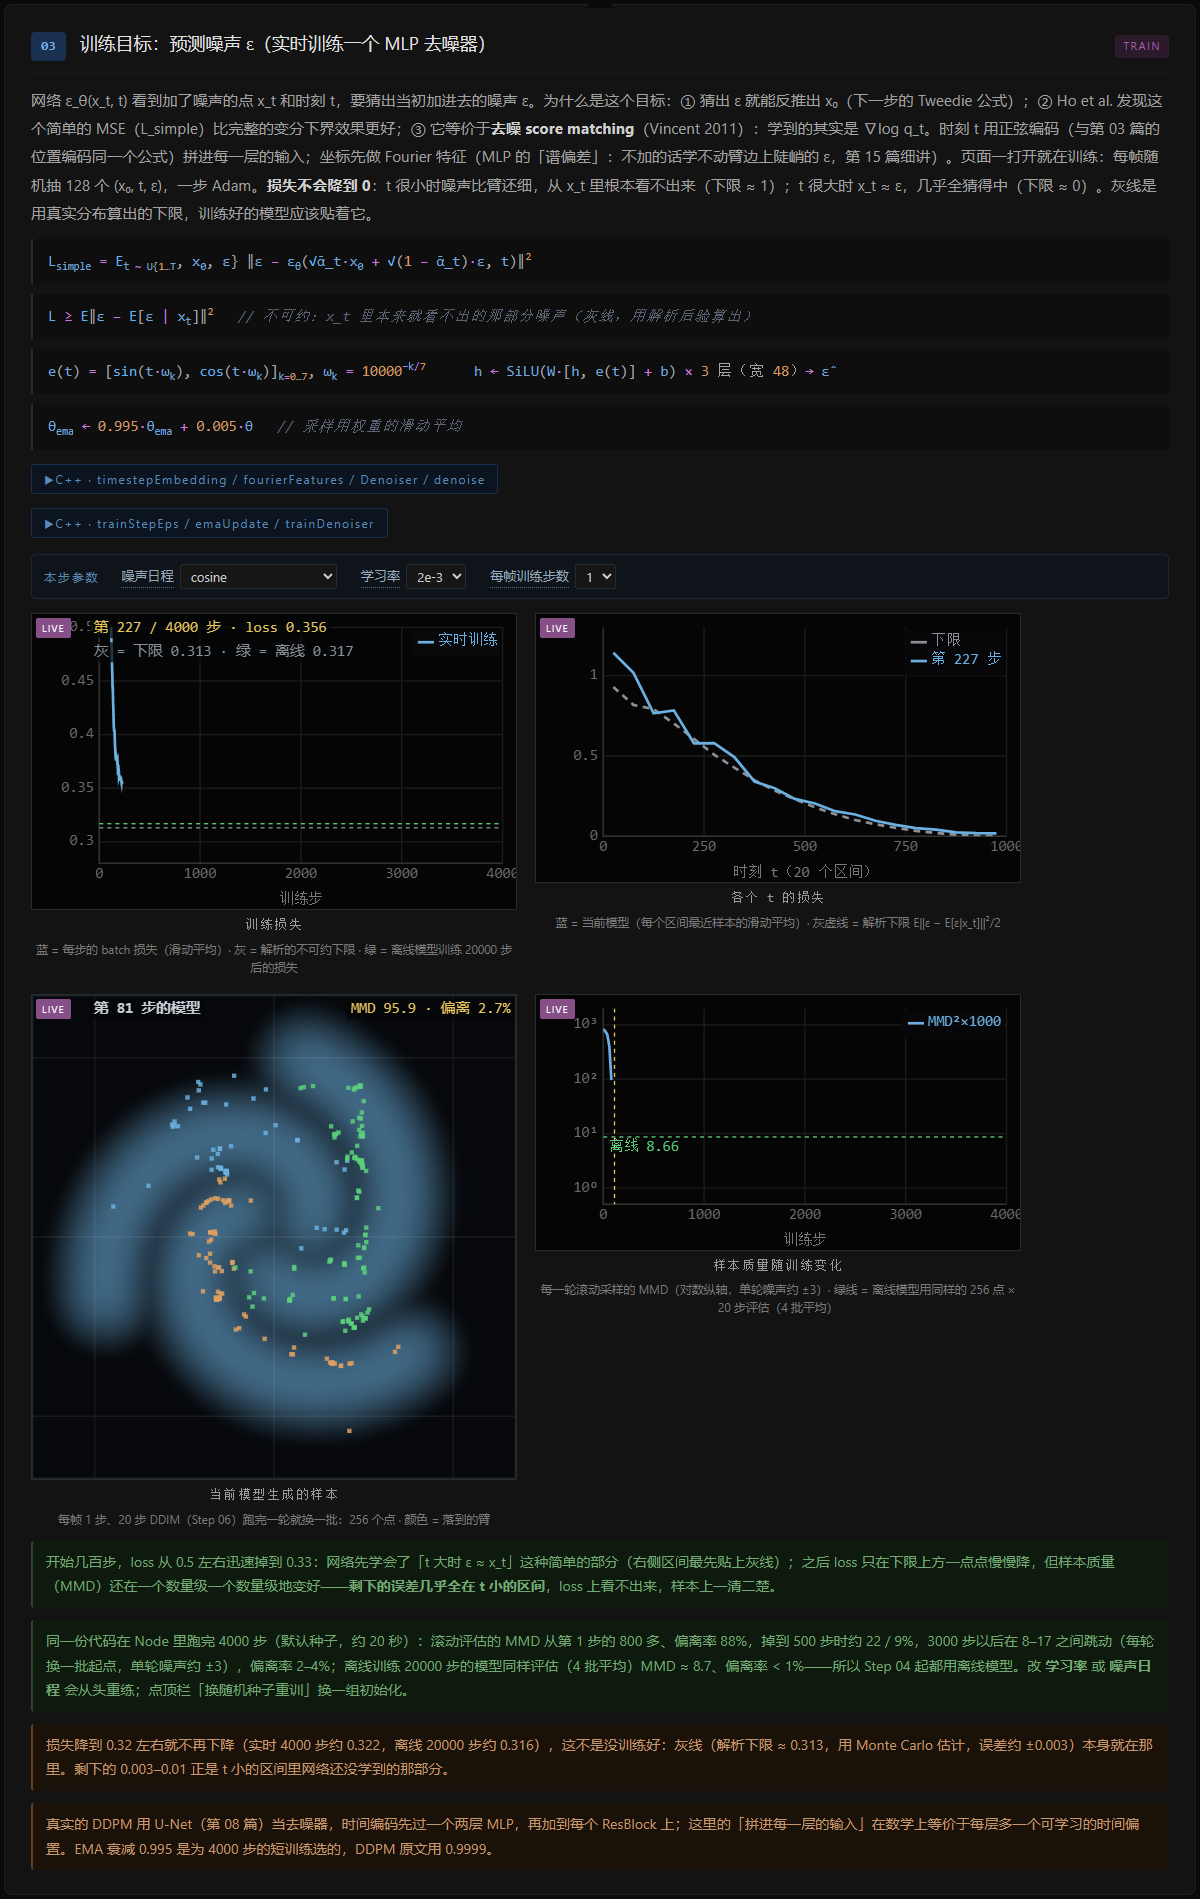 03 训练目标：预测噪声 ε（实时训练一个 MLP 去噪器） TRAIN
网络 ε_θ(x_t, t) 看到加了噪声的点 x_t 和时刻 t，要猜出当初加进去的噪声 ε。为什么是这个目标：① 猜出 ε 就能反推出 x₀（下一步的 Tweedie 公式）；② Ho et al. 发现这
个简单的 MSE（L_simple）比完整的变分下界效果更好；③ 它等价于去噪 score matching（Vincent 2011）：学到的其实是 ∇log q_t。时刻 t 用正弦编码（与第 03 篇的
位置编码同一个公式）拼进每一层的输入；坐标先做 Fourier 特征（MLP 的「谱偏差」：不加的话学不动臂边上陡峭的 ε，第 15 篇细讲）。页面一打开就在训练：每帧随
机抽 128 个 (x₀, t, ε)，一步 Adam。损失不会降到 0：t 很小时噪声比臂还细，从 x_t 里根本看不出来（下限 ≈ 1）；t 很大时 x_t ≈ ε，几乎全猜得中（下限 ≈ 0）。灰线是
用真实分布算出的下限，训练好的模型应该贴着它。
L_simple = E_t ~ U{1…T, x₀, ε} ‖ε − ε_θ(√ᾱ_t·x₀ + √(1 − ᾱ_t)·ε, t)‖²
L ≥ E‖ε − E[ε | x_t]‖² // 不可约：x_t 里本来就看不出的那部分噪声（灰线，用解析后验算出）
e(t) = [sin(t·ω_k), cos(t·ω_k)]_k=0…7, ω_k = 10000^−k/7 h ← SiLU(W·[h, e(t)] + b) × 3 层（宽 48）→ ε̂
θ_ema ← 0.995·θ_ema + 0.005·θ // 采样用权重的滑动平均
▶C++ · timestepEmbedding / fourierFeatures / Denoiser / denoise
▶C++ · trainStepEps / emaUpdate / trainDenoiser
本步参数 噪声日程 cosine 学习率 2e-3 每帧训练步数 1
LIVE 0.5 第 227 / 4000 步 · loss 0.356
灰 = 下限 0.313 · 绿 = 离线 0.317
实时训练
0.45
0.4
0.35
0.3
0 1000 2000 3000 4000
训练步
训练损失
蓝 = 每步的 batch 损失（滑动平均）· 灰 = 解析的不可约下限 · 绿 = 离线模型训练 20000 步
后的损失
LIVE
下限
第 227 步
1
0.5
0
0 250 500 750 1000
时刻 t（20 个区间）
各个 t 的损失
蓝 = 当前模型（每个区间最近样本的滑动平均）· 灰虚线 = 解析下限 E‖ε − E[ε|x_t]‖²/2
LIVE 第 81 步的模型 MMD 95.9 · 偏离 2.7%
当前模型生成的样本
每帧 1 步、20 步 DDIM（Step 06）跑完一轮就换一批：256 个点 · 颜色 = 落到的臂
LIVE
MMD²×1000
10³
10²
10¹
10⁰
离线 8.66
0 1000 2000 3000 4000
训练步
样本质量随训练变化
每一轮滚动采样的 MMD（对数纵轴，单轮噪声约 ±3）· 绿线 = 离线模型用同样的 256 点 ×
20 步评估（4 批平均）
开始几百步，loss 从 0.5 左右迅速掉到 0.33：网络先学会了「t 大时 ε ≈ x_t」这种简单的部分（右侧区间最先贴上灰线）；之后 loss 只在下限上方一点点慢慢降，但样本质量
（MMD）还在一个数量级一个数量级地变好——剩下的误差几乎全在 t 小的区间，loss 上看不出来，样本上一清二楚。
同一份代码在 Node 里跑完 4000 步（默认种子，约 20 秒）：滚动评估的 MMD 从第 1 步的 800 多、偏离率 88%，掉到 500 步时约 22 / 9%，3000 步以后在 8–17 之间跳动（每轮
换一批起点，单轮噪声约 ±3），偏离率 2–4%；离线训练 20000 步的模型同样评估（4 批平均）MMD ≈ 8.7、偏离率 < 1%——所以 Step 04 起都用离线模型。改 学习率 或 噪声日
程 会从头重练；点顶栏「换随机种子重训」换一组初始化。
损失降到 0.32 左右就不再下降（实时 4000 步约 0.322，离线 20000 步约 0.316），这不是没训练好：灰线（解析下限 ≈ 0.313，用 Monte Carlo 估计，误差约 ±0.003）本身就在那
里。剩下的 0.003–0.01 正是 t 小的区间里网络还没学到的那部分。
真实的 DDPM 用 U-Net（第 08 篇）当去噪器，时间编码先过一个两层 MLP，再加到每个 ResBlock 上；这里的「拼进每一层的输入」在数学上等价于每层多一个可学习的时间偏
置。EMA 衰减 0.995 是为 4000 步的短训练选的，DDPM 原文用 0.9999。